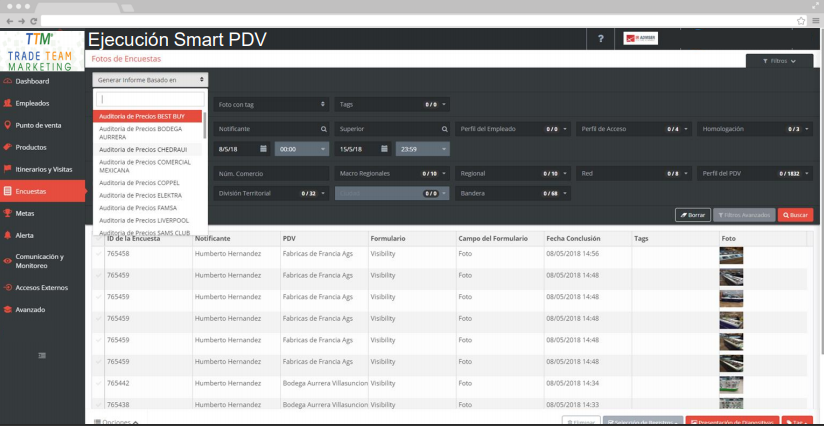 TTM®
TRADE TEAM
MARKETING
Ejecución Smart PDV
?
Fotos de Encuestas
Filtros
Dashboard
Empleados
Punto de venta
Productos
Itinerarios y Visitas
Encuestas
Metas
Alerta
Comunicación y
Monitoreo
Accesos Externos
Avanzado
Generar Informe Basado en
Auditoria de Precios BEST BUY
Auditoria de Precios BODEGA
AURRERA
Auditoria de Precios CHEDRAUI
Auditoria de Precios COMERCIAL
MEXICANA
Auditoria de Precios COPPEL
Auditoria de Precios ELEKTRA
Auditoria de Precios FAMSA
Auditoria de Precios LIVERPOOL
Auditoria de Precios SAMS CLUB
Foto con tag Tags 0/0
Notificante Superior Perfil del Empleado 0/0 Perfil de Acceso 0/4 Homologación 0/3
8/5/18 00:00 15/5/18 23:59
Núm. Comercio Macro Regionales 0/10 Regional 0/10 Red 0/8 Perfil del PDV 0/1832
División Territorial 0/32 0/0 Bandera 0/68
Borrar Filtros Avanzados Buscar
ID de la Encuesta Notificante PDV Formulario Campo del Formulario Fecha Conclusión Tags Foto
765458 Humberto Hernandez Fabricas de Francia Ags Visibility Foto 08/05/2018 14:56
765459 Humberto Hernandez Fabricas de Francia Ags Visibility Foto 08/05/2018 14:48
765459 Humberto Hernandez Fabricas de Francia Ags Visibility Foto 08/05/2018 14:48
765459 Humberto Hernandez Fabricas de Francia Ags Visibility Foto 08/05/2018 14:48
765459 Humberto Hernandez Fabricas de Francia Ags Visibility Foto 08/05/2018 14:48
765459 Humberto Hernandez Fabricas de Francia Ags Visibility Foto 08/05/2018 14:48
765442 Humberto Hernandez Bodega Aurrera Villasuncion Visibility Foto 08/05/2018 14:34
765438 Humberto Hernandez Bodega Aurrera Villasuncion Visibility Foto 08/05/2018 14:33
Opciones Eliminar Selección de Registros Presentación de Diapositivas Tag